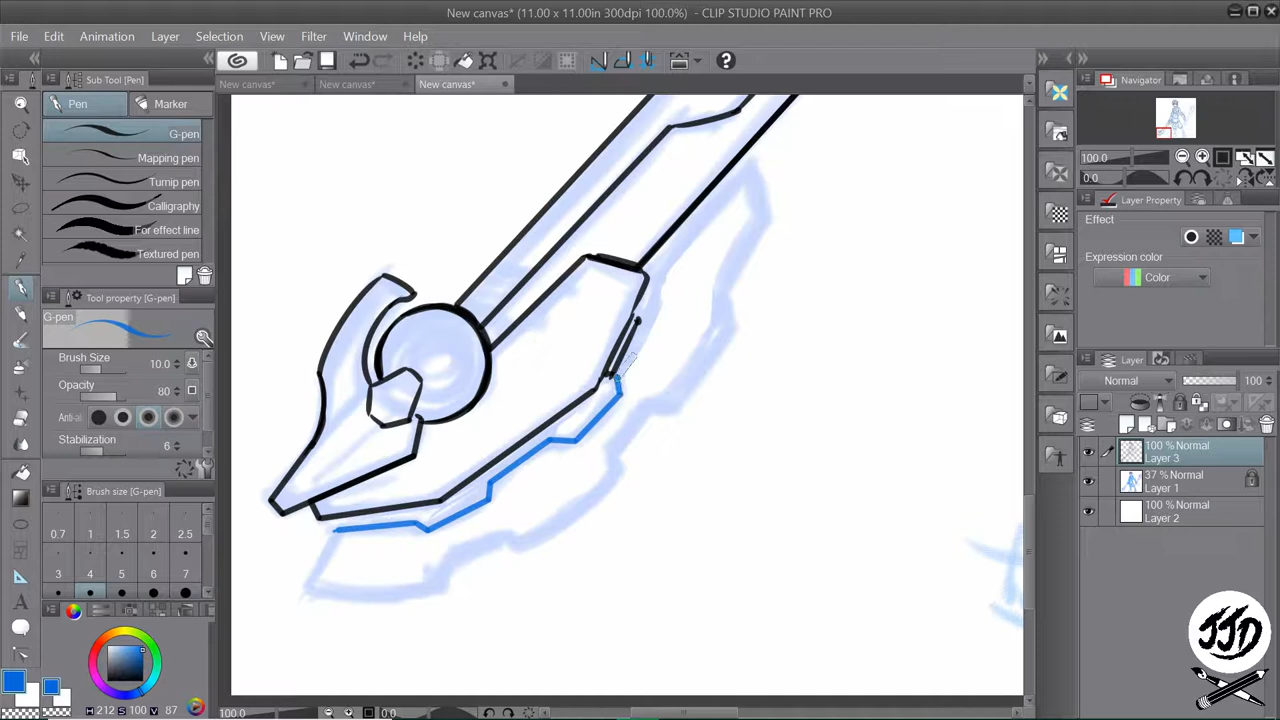 New canvas* (11.00 x 11.00in 300dpi 100.0%) - CLIP STUDIO PAINT PRO
File Edit Animation Layer Selection View Filter Window Help
Sub Tool [Pen]
New canvas* New canvas* New canvas*
Navigator
Pen Marker
G-pen
Mapping pen
Turnip pen
Calligraphy
For effect line
Textured pen
100.0
0.0
Layer Property
Effect
Expression color
Color
Tool property [G-pen]
G-pen
Brush Size 10.0
Opacity 80
Anti-al
Stabilization 6
Layer
Normal 100
100 % Normal
Layer 3
37 % Normal
Layer 1
100 % Normal
Layer 2
Brush size [G-pen]
0.7 1 1.5 2 2.5
3 4 5 6 7
JJD
H 212 S 100 V 87
100.0 0.0